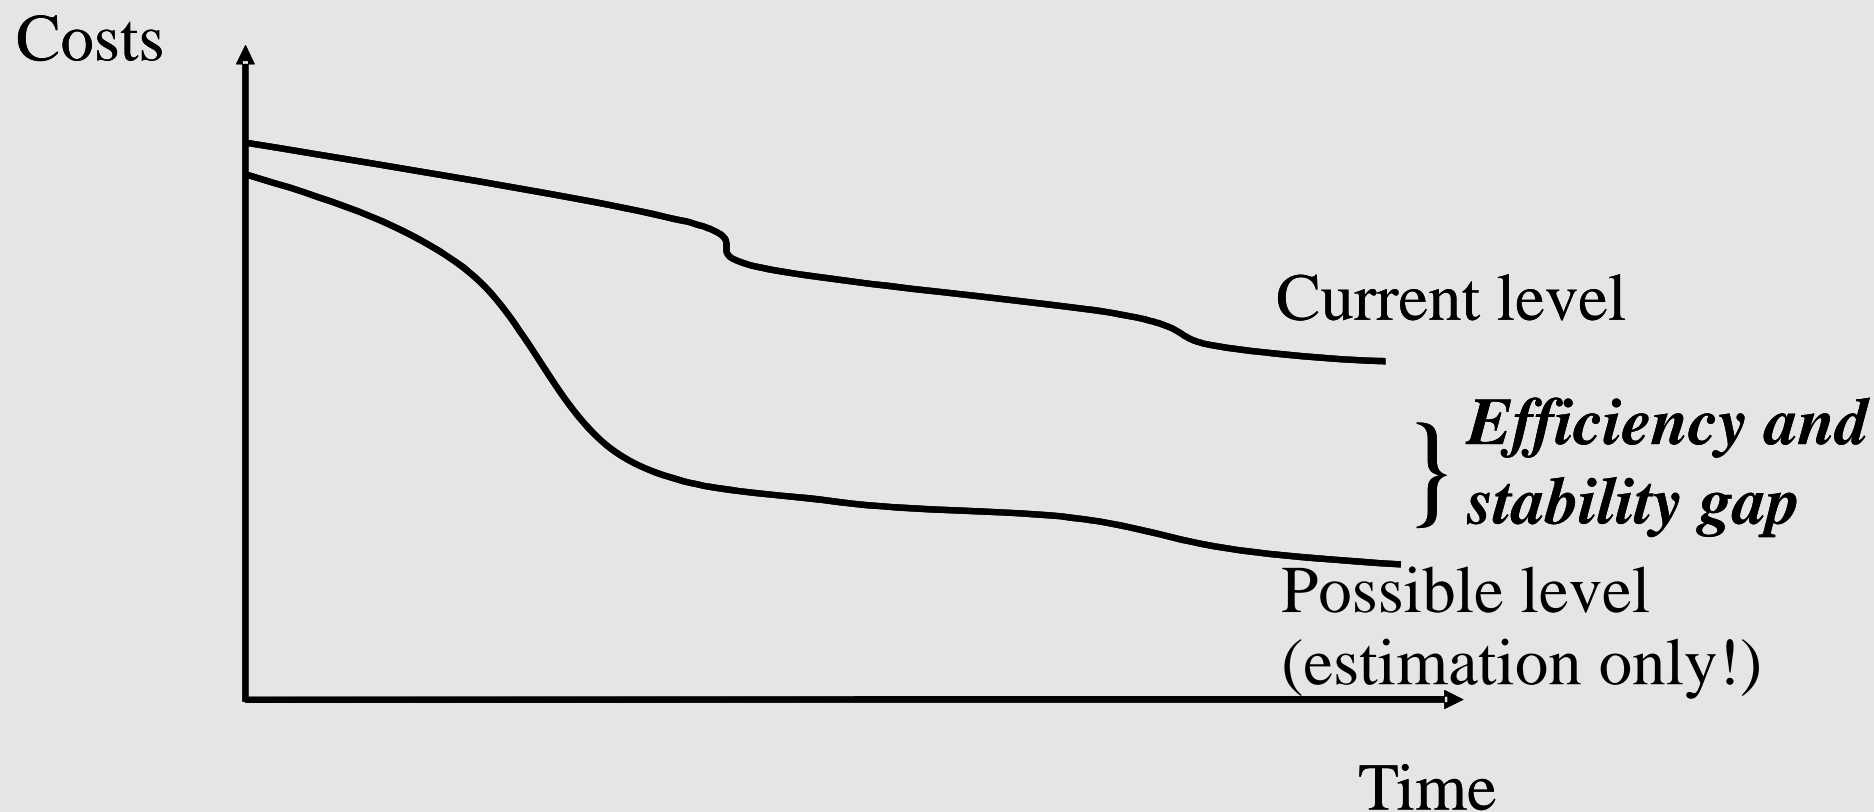 Costs
Current level
Efficiency and
stability gap
Possible level
(estimation only!)
Time